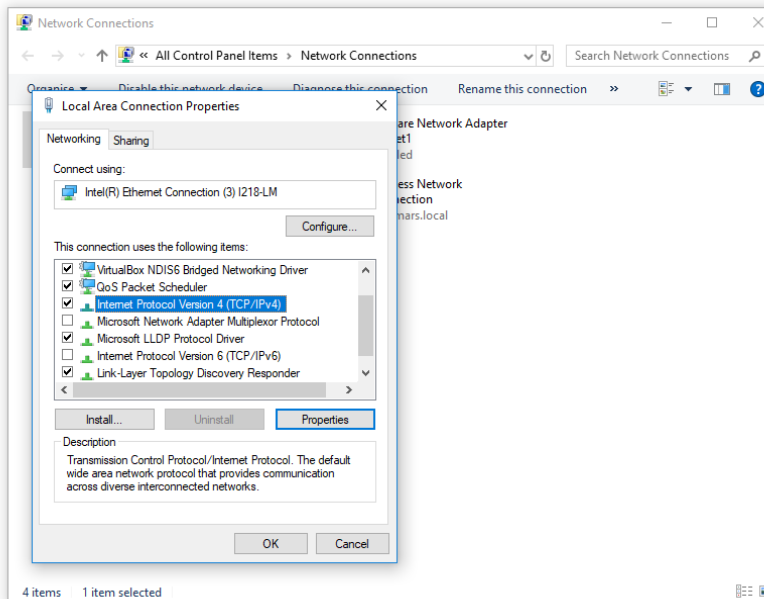 Network Connections
« All Control Panel Items › Network Connections
Search Network Connections
Organise Disable this network device Diagnose this connection Rename this connection »
Local Area Connection Properties
Networking Sharing
Connect using:
Intel(R) Ethernet Connection (3) I218-LM
Configure...
This connection uses the following items:
VirtualBox NDIS6 Bridged Networking Driver
QoS Packet Scheduler
Internet Protocol Version 4 (TCP/IPv4)
Microsoft Network Adapter Multiplexor Protocol
Microsoft LLDP Protocol Driver
Internet Protocol Version 6 (TCP/IPv6)
Link-Layer Topology Discovery Responder
Install... Uninstall Properties
Description
Transmission Control Protocol/Internet Protocol. The default
wide area network protocol that provides communication
across diverse interconnected networks.
OK Cancel
are Network Adapter
et1
led
ess Network
nection
mars.local
4 items 1 item selected